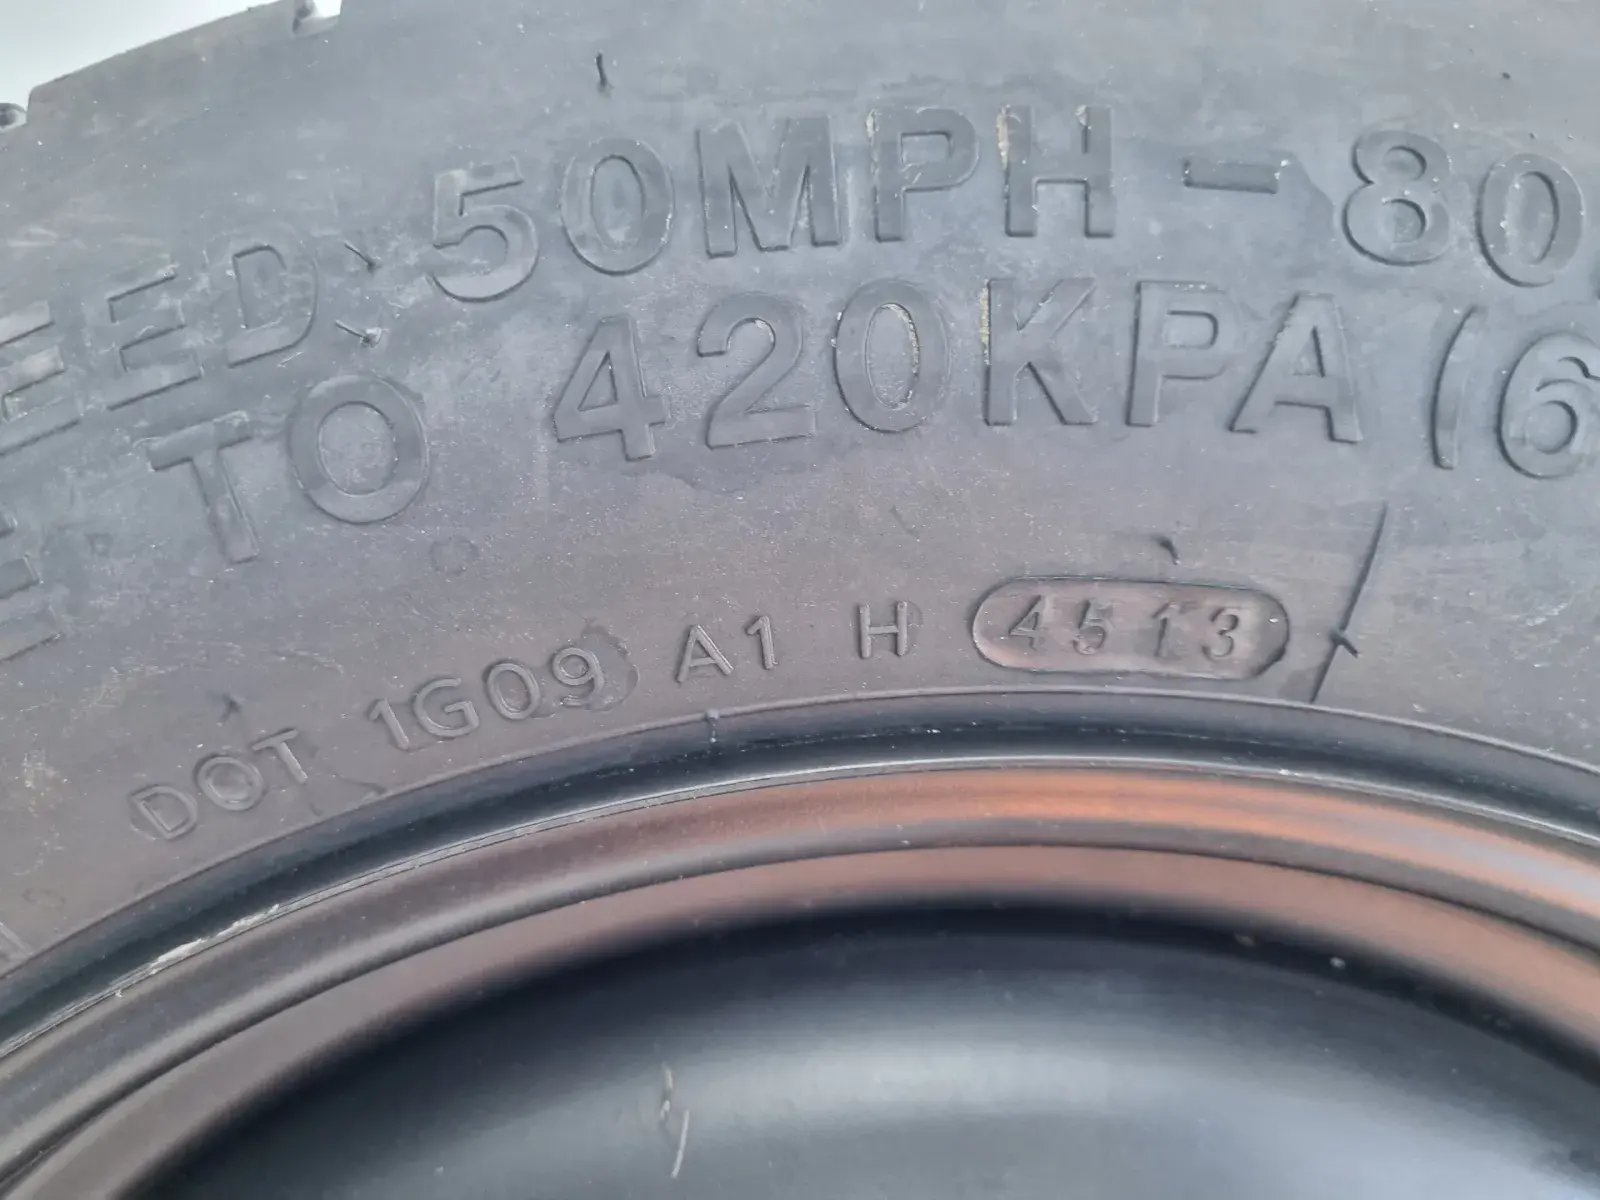 EED 50MPH - 80
E TO 420KPA (6
DOT 1G09 A1 H 4513